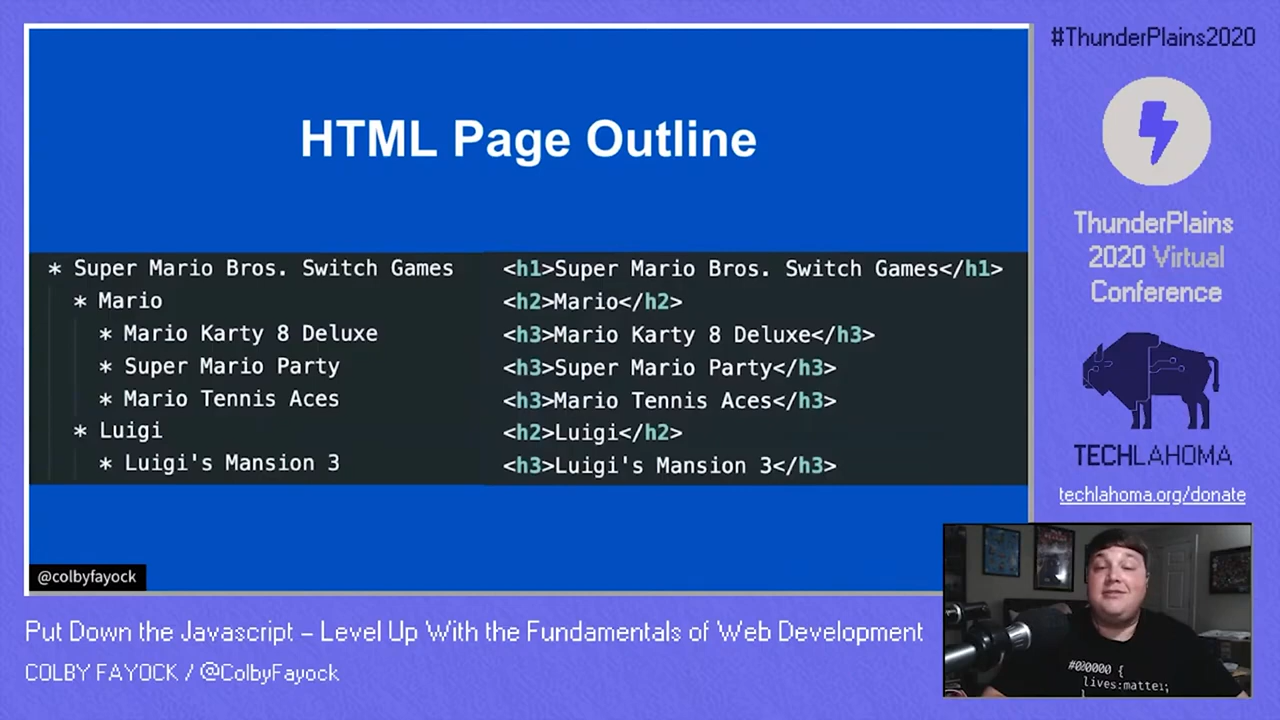 HTML Page Outline
* Super Mario Bros. Switch Games
* Mario
* Mario Karty 8 Deluxe
* Super Mario Party
* Mario Tennis Aces
* Luigi
* Luigi's Mansion 3
<h1>Super Mario Bros. Switch Games</h1>
<h2>Mario</h2>
<h3>Mario Karty 8 Deluxe</h3>
<h3>Super Mario Party</h3>
<h3>Mario Tennis Aces</h3>
<h2>Luigi</h2>
<h3>Luigi's Mansion 3</h3>
@colbyfayock
Put Down the Javascript – Level Up With the Fundamentals of Web Development
COLBY FAYOCK / @ColbyFayock
#ThunderPlains2020
ThunderPlains
2020 Virtual
Conference
TECHLAHOMA
techlahoma.org/donate
#000000 {
lives:matter;